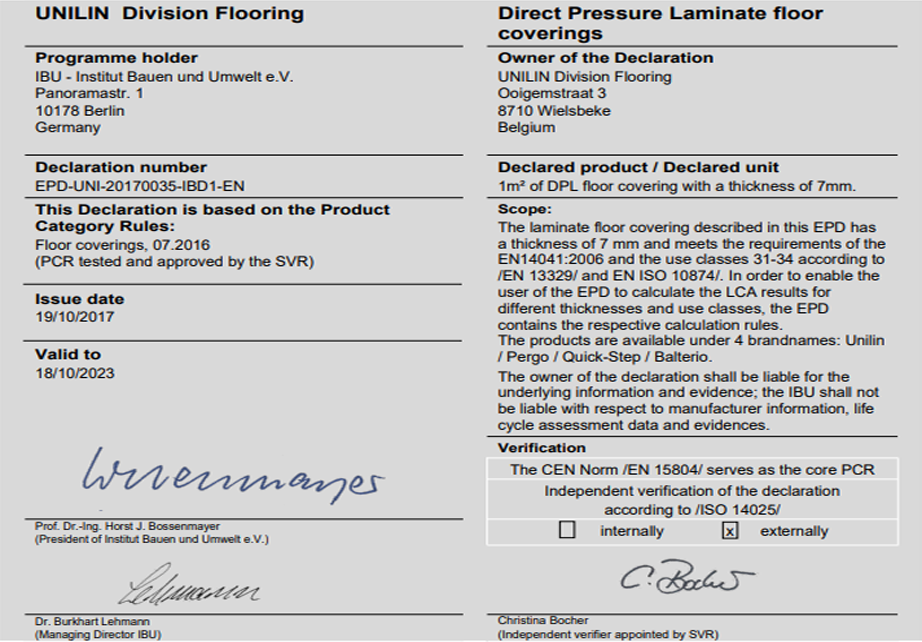 UNILIN Division Flooring
Programme holder
IBU - Institut Bauen und Umwelt e.V.
Panoramastr. 1
10178 Berlin
Germany
Declaration number
EPD-UNI-20170035-IBD1-EN
This Declaration is based on the Product
Category Rules:
Floor coverings, 07.2016
(PCR tested and approved by the SVR)
Issue date
19/10/2017
Valid to
18/10/2023
Prof. Dr.-Ing. Horst J. Bossenmayer
(President of Institut Bauen und Umwelt e.V.)
Lehmann
Dr. Burkhart Lehmann
(Managing Director IBU)
Direct Pressure Laminate floor
coverings
Owner of the Declaration
UNILIN Division Flooring
Ooigemstraat 3
8710 Wielsbeke
Belgium
Declared product / Declared unit
1m² of DPL floor covering with a thickness of 7mm.
Scope:
The laminate floor covering described in this EPD has
a thickness of 7 mm and meets the requirements of the
EN14041:2006 and the use classes 31-34 according to
/EN 13329/ and EN ISO 10874/. In order to enable the
user of the EPD to calculate the LCA results for
different thicknesses and use classes, the EPD
contains the respective calculation rules.
The products are available under 4 brandnames: Unilin
/ Pergo / Quick-Step / Balterio.
The owner of the declaration shall be liable for the
underlying information and evidence; the IBU shall not
be liable with respect to manufacturer information, life
cycle assessment data and evidences.
Verification
The CEN Norm /EN 15804/ serves as the core PCR
Independent verification of the declaration
according to /ISO 14025/
internally x externally
C. Bocher
Christina Bocher
(Independent verifier appointed by SVR)